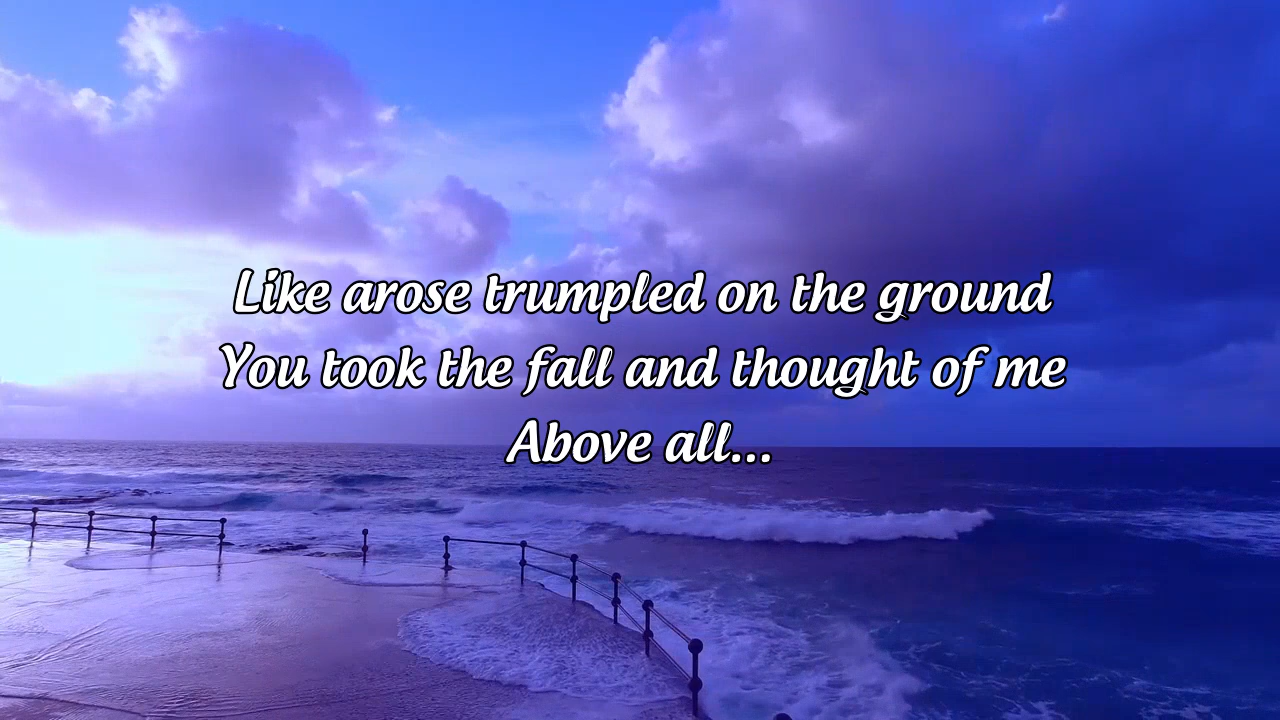 Like arose trumpled on the ground
You took the fall and thought of me
Above all...